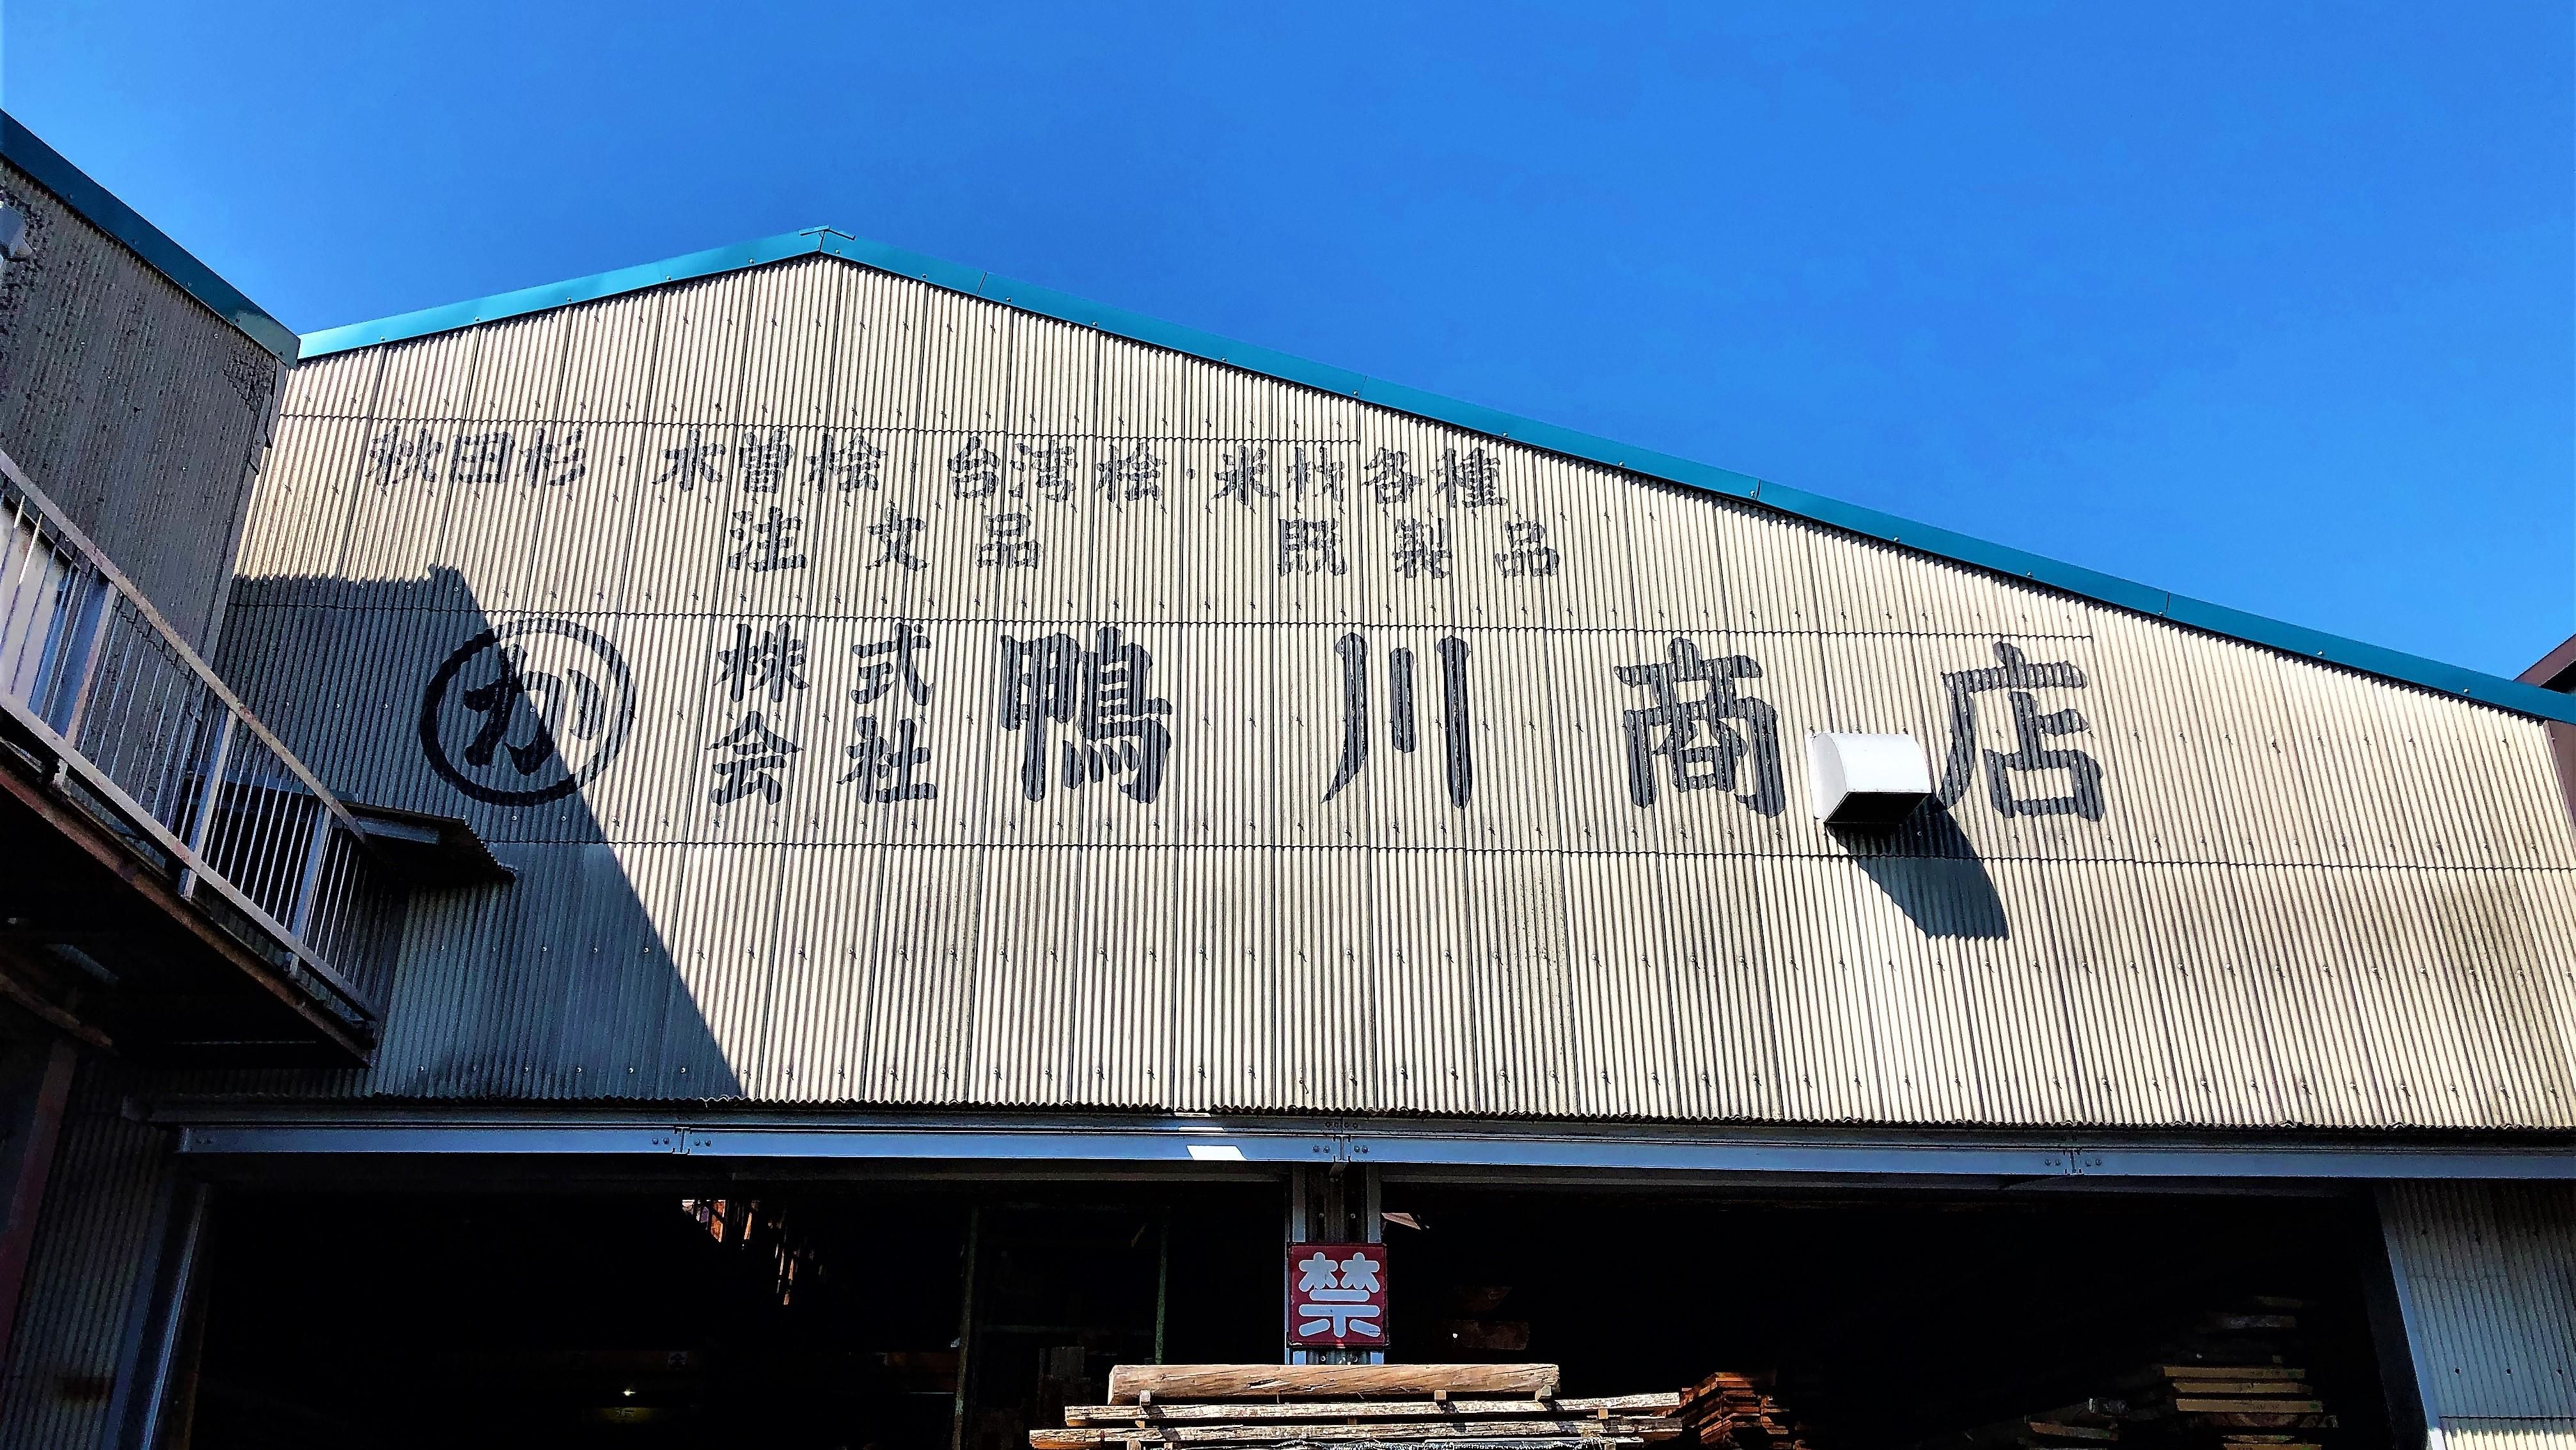 秋田杉・木曽桧 台湾桧・米材各種
注文品 既製品
か 株式会社 鴨川商店
禁